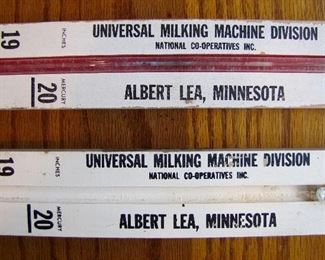 19
INCHES
UNIVERSAL MILKING MACHINE DIVISION
NATIONAL CO-OPERATIVES INC.
20
MERCURY
ALBERT LEA, MINNESOTA
19
INCHES
UNIVERSAL MILKING MACHINE DIVISION
NATIONAL CO-OPERATIVES INC.
20
MERCURY
ALBERT LEA, MINNESOTA